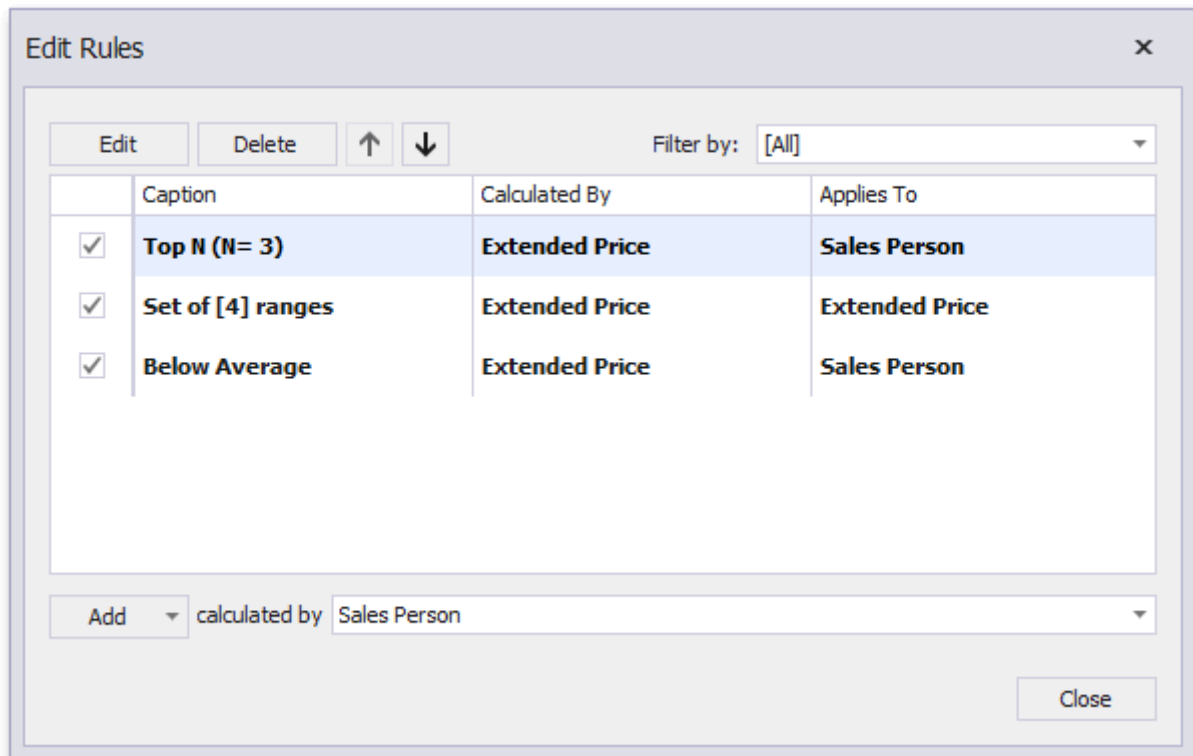 Edit Rules
Edit Delete Filter by: [All]
Caption Calculated By Applies To
Top N (N= 3) Extended Price Sales Person
Set of [4] ranges Extended Price Extended Price
Below Average Extended Price Sales Person
Add calculated by Sales Person
Close